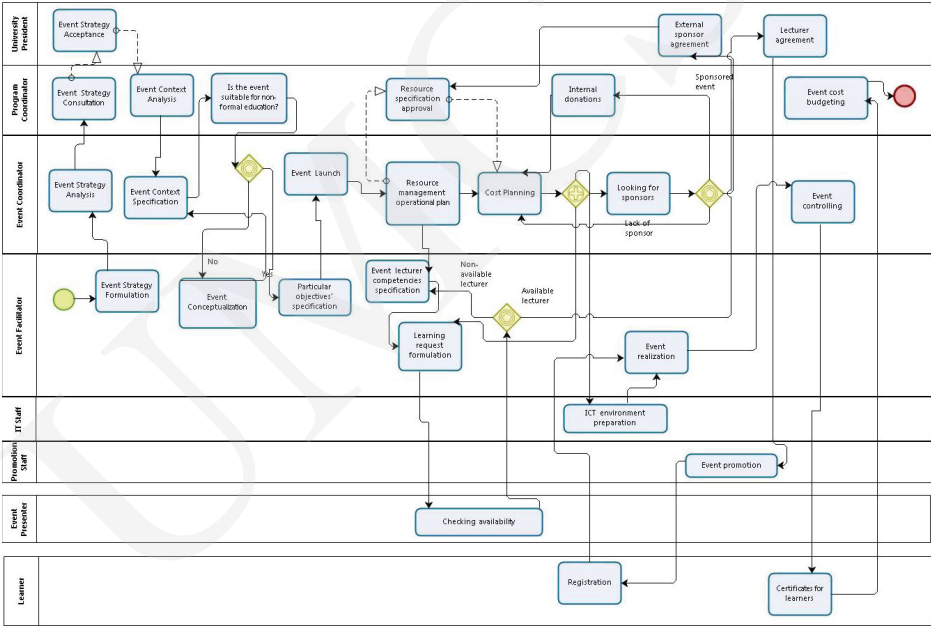 University
President
Event Strategy
Acceptance
External
sponsor
agreement
Lecturer
agreement
Program
Coordinator
Event Strategy
Consultation
Event Context
Analysis
Is the event
suitable for non-
formal education?
Resource
specification
approval
Internal
donations
Sponsored
event
Event cost
budgeting
Event Coordinator
Event Strategy
Analysis
Event Context
Specification
Event Launch
Resource
management
operational plan
Cost Planning
Looking for
sponsors
Lack of
sponsor
Event
controlling
Event Facilitator
Event Strategy
Formulation
No
Yes
Event
Conceptualization
Particular
objectives'
specification
Event lecturer
competencies
specification
Non-
available
lecturer
Available
lecturer
Learning
request
formulation
Event
realization
IT Staff
ICT environment
preparation
Promotion
Staff
Event promotion
Event
Presenter
Checking availability
Learner
Registration
Certificates for
learners
UMCS